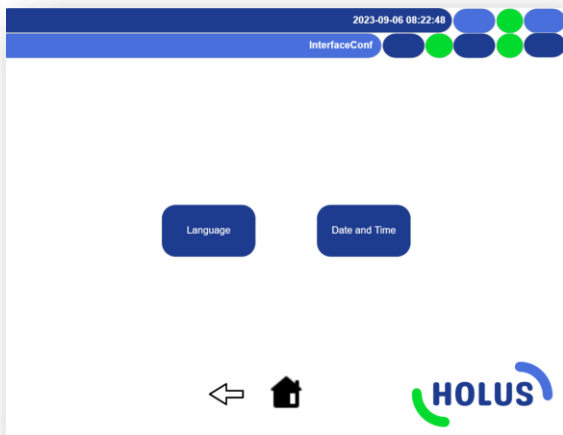 2023-09-06 08:22:48
InterfaceConf
Language
Date and Time
HOLUS